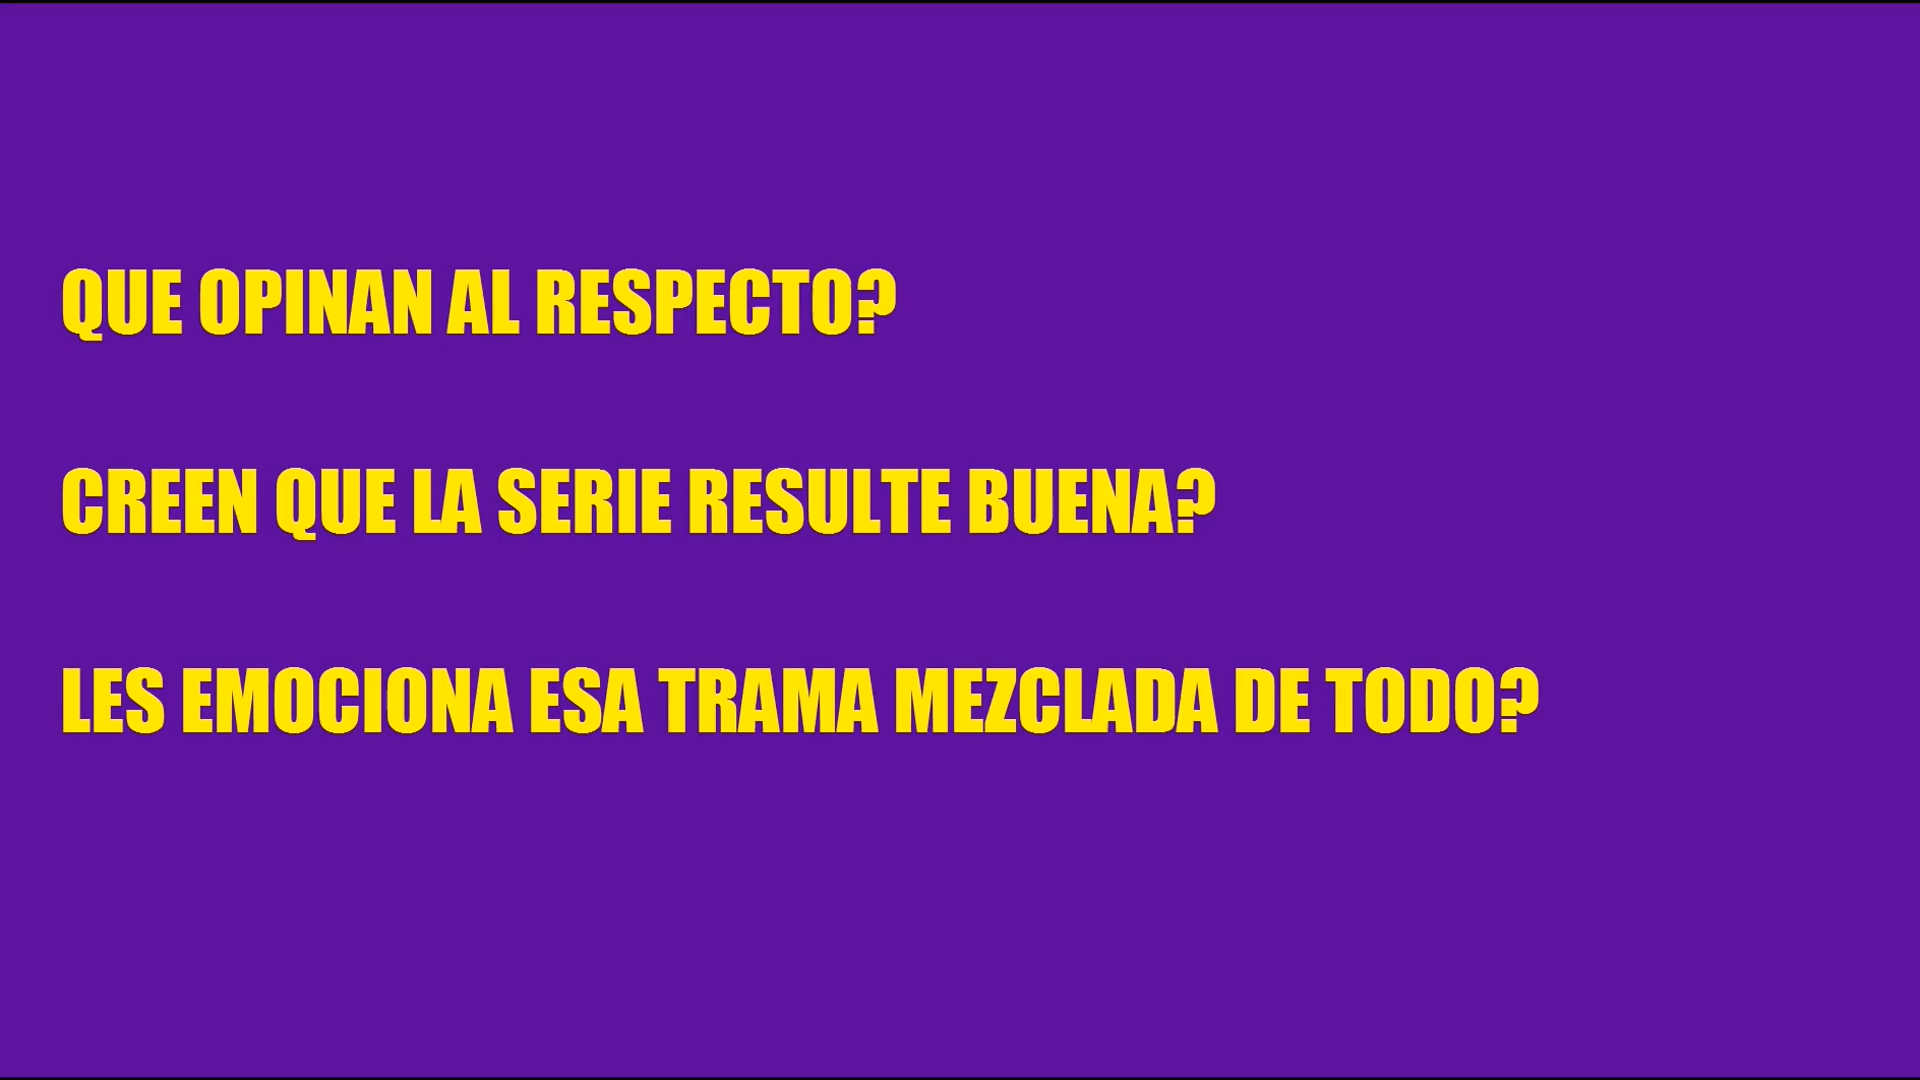 QUE OPINAN AL RESPECTO?
CREEN QUE LA SERIE RESULTE BUENA?
LES EMOCIONA ESA TRAMA MEZCLADA DE TODO?